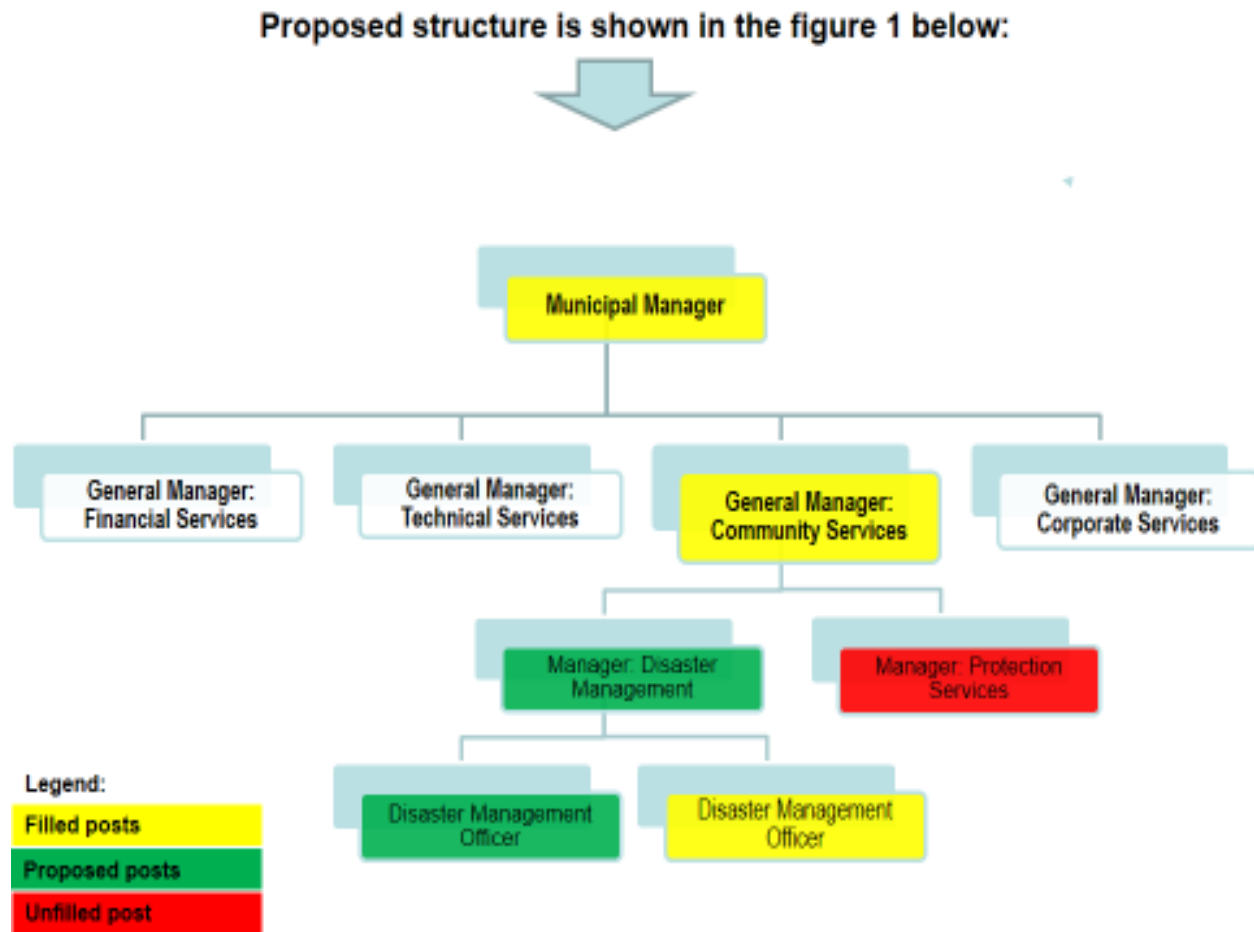 Proposed structure is shown in the figure 1 below:
Municipal Manager
General Manager:
Financial Services
General Manager:
Technical Services
General Manager:
Community Services
General Manager:
Corporate Services
Manager: Disaster
Management
Manager: Protection
Services
Disaster Management
Officer
Disaster Management
Officer
Legend:
Filled posts
Proposed posts
Unfilled post